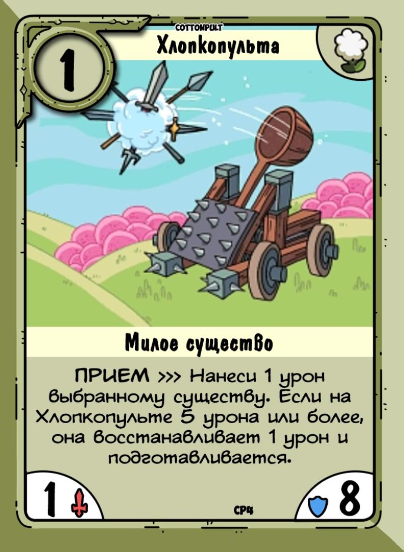 COTTONPULT
1
Хлопкопульта
Милое существо
ПРИЕМ >>> Нанеси 1 урон
выбранному существу. Если на
Хлопкопульте 5 урона или более,
она восстанавливает 1 урон и
подготавливается.
1
CP4
8